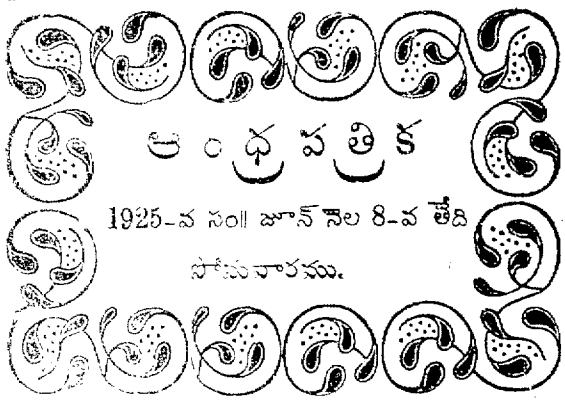 ఆంధ్రపత్రిక
1925-వ సం॥ జూన్ నెల 8-వ తేది
సోమవారము.